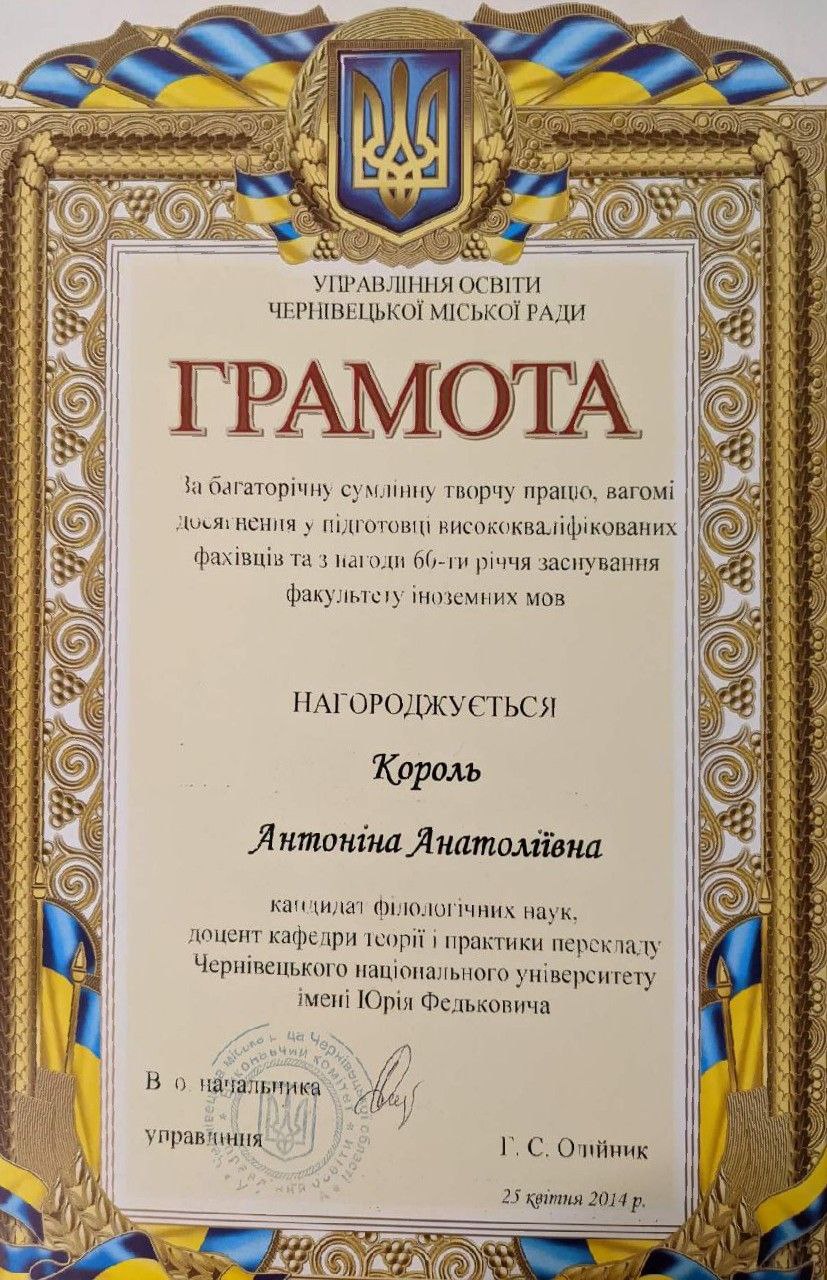 УПРАВЛІННЯ ОСВІТИ
ЧЕРНІВЕЦЬКОЇ МІСЬКОЇ РАДИ
ГРАМОТА
За багаторічну сумлінну творчу працю, вагомі
досягнення у підготовці висококваліфікованих
фахівців та з нагоди 60-ти річчя заснування
факультету іноземних мов
НАГОРОДЖУЄТЬСЯ
Король
Антоніна Анатоліївна
кандидат філологічних наук,
доцент кафедри теорії і практики перекладу
Чернівецького національного університету
імені Юрія Федьковича
В о начальника
управління
Г. С. Олійник
25 квітня 2014 р.